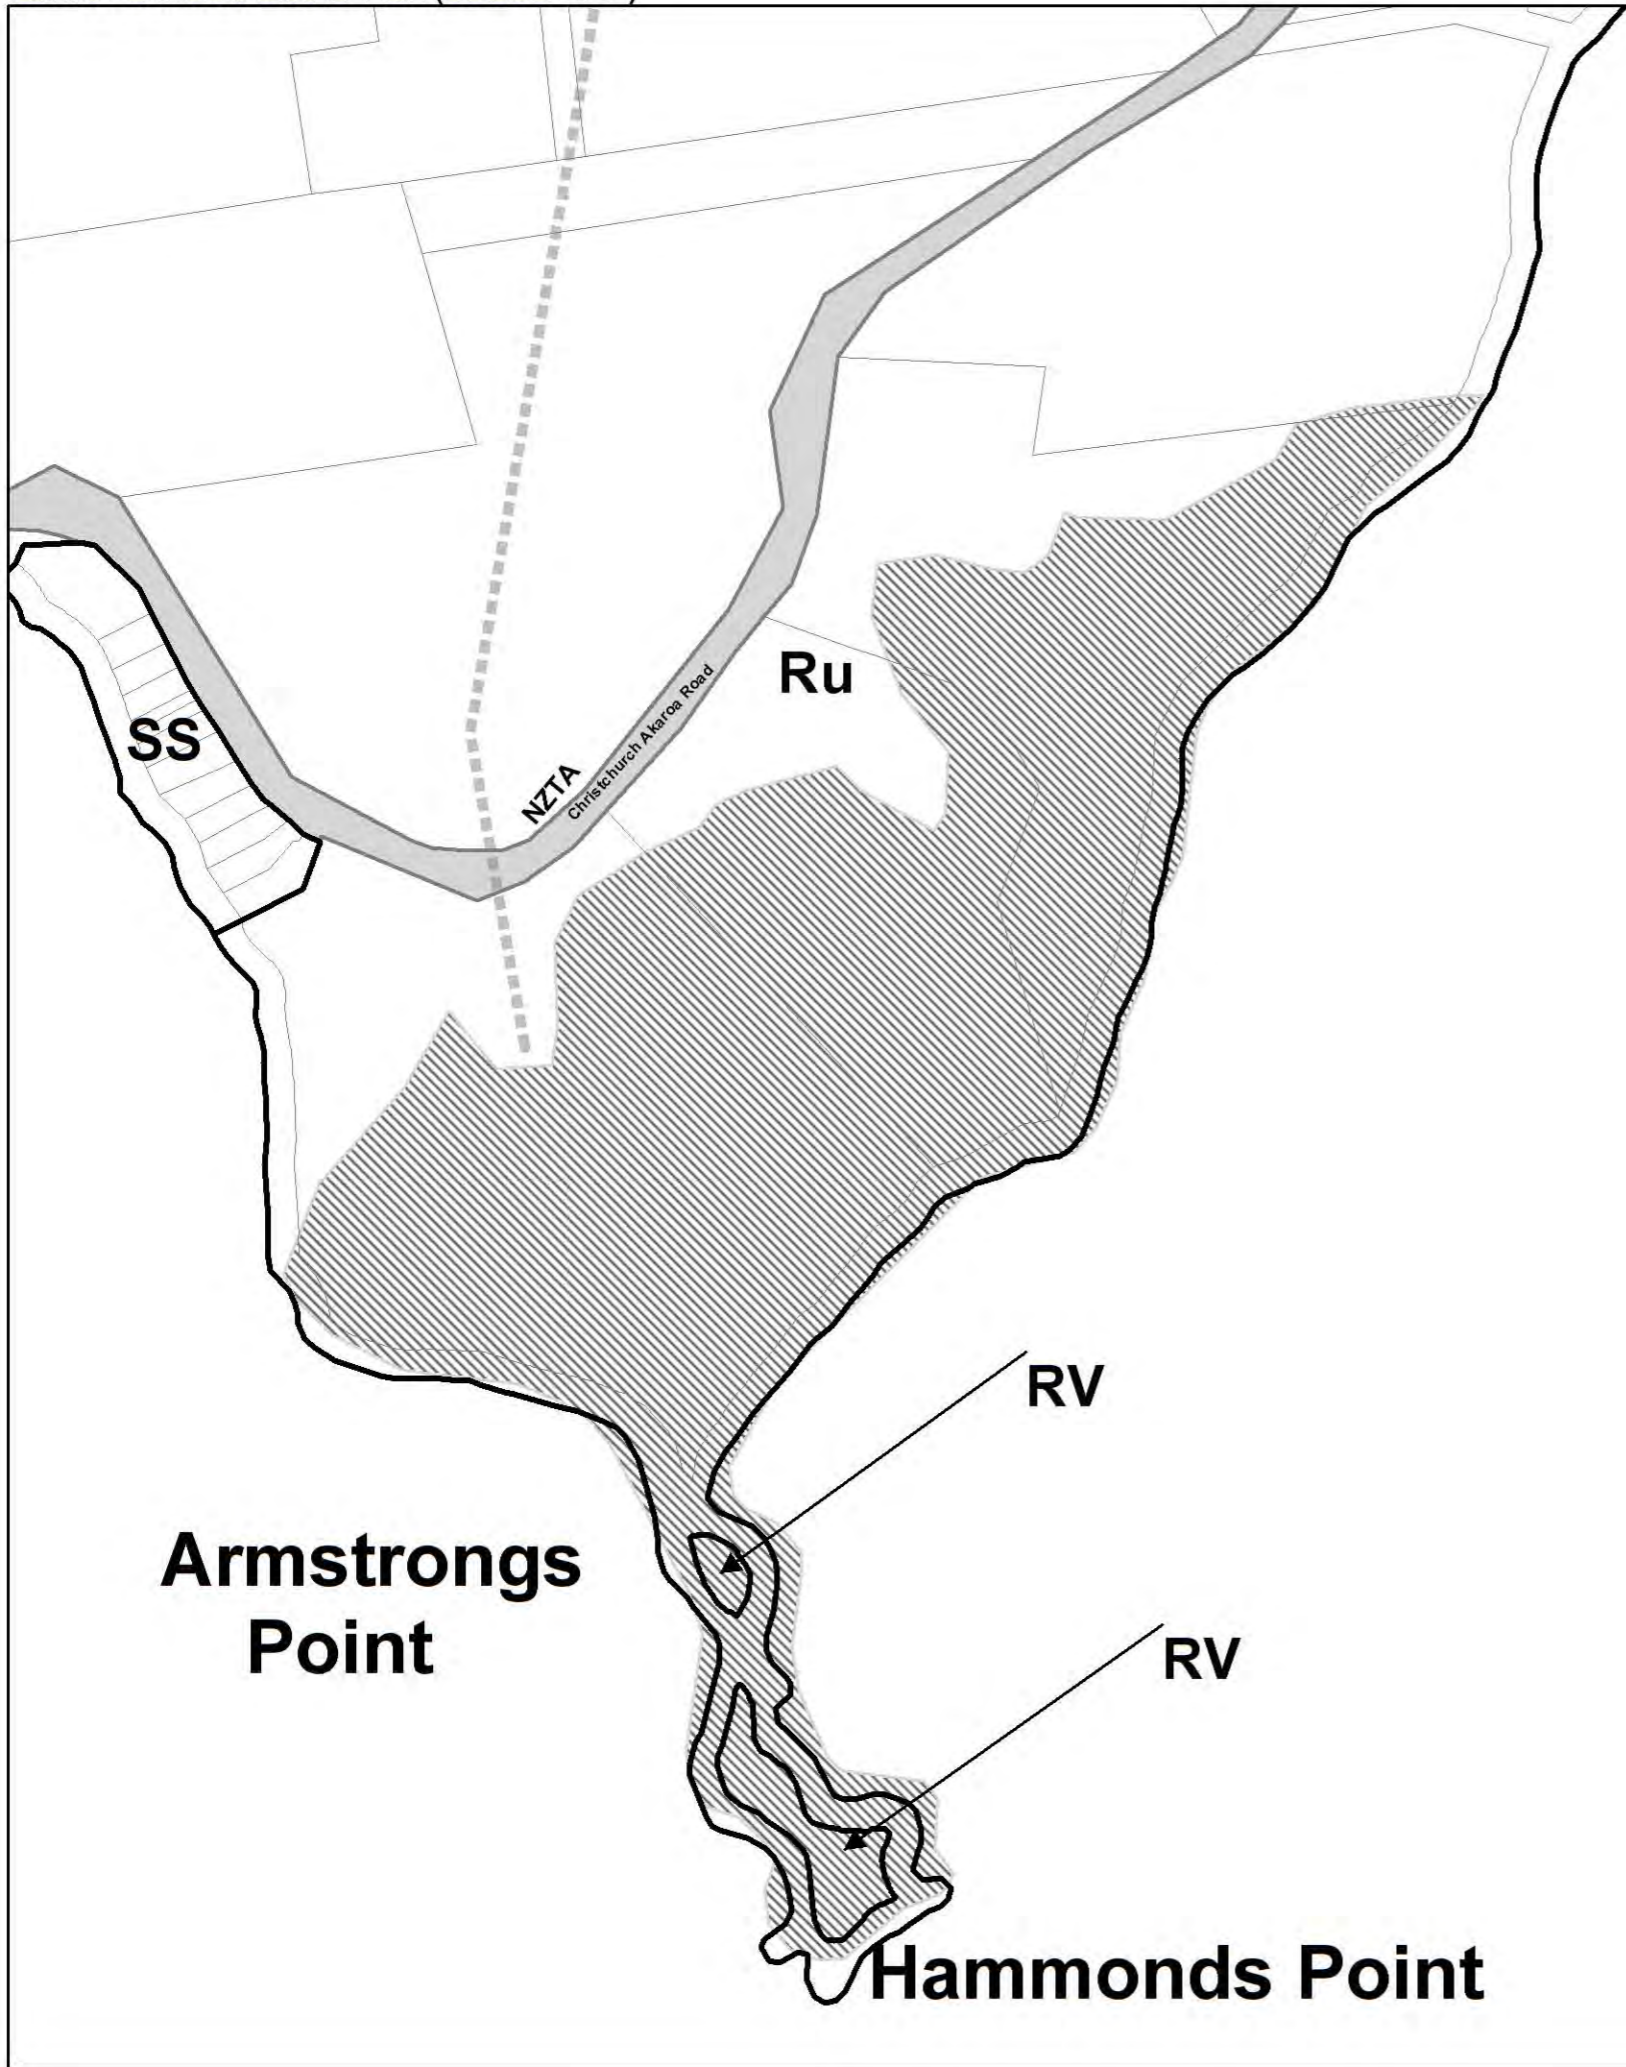 Ru
SS
NZTA
Christchurch Akaroa Road
RV
Armstrongs
Point
RV
Hammonds Point